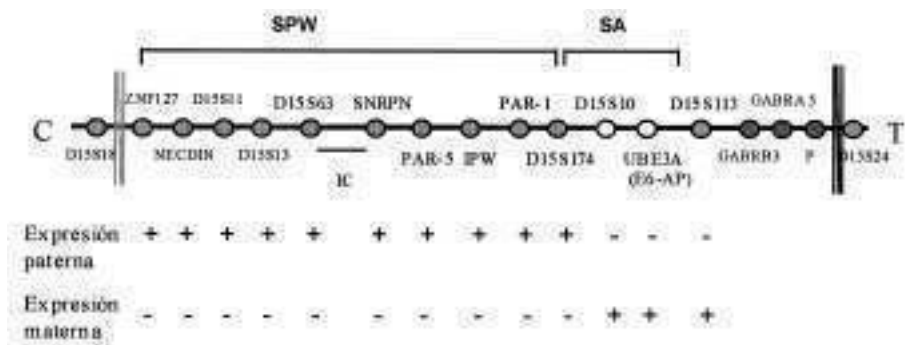 SPW SA
ZNF127 D15S11 D15S63 SNRPN PAR-1 D15S10 D15S113 GABRA5
C T
D15S18 NECDIN D15S13 PAR-5 IPW D15S174 UBE3A GABRB3 P D15S24
IC (E6-AP)
Expresión + + + + + + + + + + - - -
paterna
Expresión - - - - - - - - - - + + +
materna